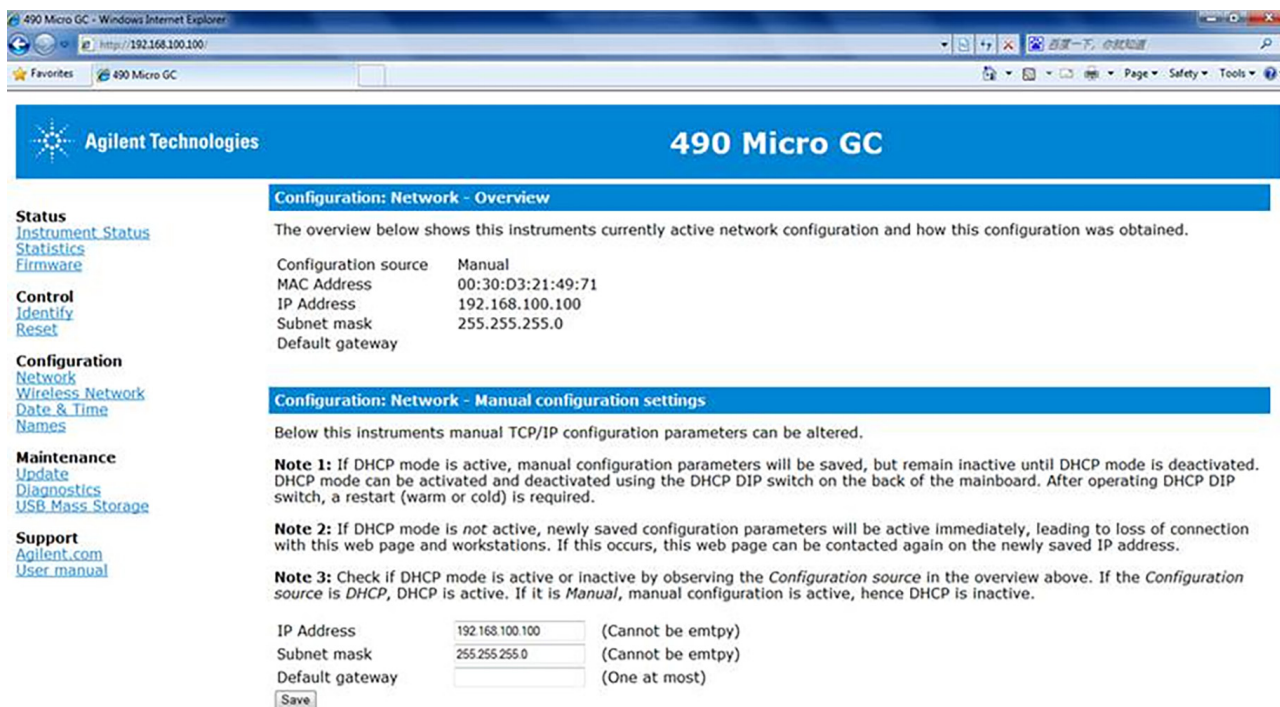 490 Micro GC - Windows Internet Explorer
http://192.168.100.100/
百度一下，你就知道
Favorites
490 Micro GC
Page
Safety
Tools
Agilent Technologies
490 Micro GC
Status
Instrument Status
Statistics
Firmware
Control
Identify
Reset
Configuration
Network
Wireless Network
Date & Time
Names
Maintenance
Update
Diagnostics
USB Mass Storage
Support
Agilent.com
User manual
Configuration: Network - Overview
The overview below shows this instruments currently active network configuration and how this configuration was obtained.
Configuration source Manual
MAC Address 00:30:D3:21:49:71
IP Address 192.168.100.100
Subnet mask 255.255.255.0
Default gateway
Configuration: Network - Manual configuration settings
Below this instruments manual TCP/IP configuration parameters can be altered.
Note 1: If DHCP mode is active, manual configuration parameters will be saved, but remain inactive until DHCP mode is deactivated.
DHCP mode can be activated and deactivated using the DHCP DIP switch on the back of the mainboard. After operating DHCP DIP
switch, a restart (warm or cold) is required.
Note 2: If DHCP mode is not active, newly saved configuration parameters will be active immediately, leading to loss of connection
with this web page and workstations. If this occurs, this web page can be contacted again on the newly saved IP address.
Note 3: Check if DHCP mode is active or inactive by observing the Configuration source in the overview above. If the Configuration
source is DHCP, DHCP is active. If it is Manual, manual configuration is active, hence DHCP is inactive.
IP Address 192.168.100.100 (Cannot be emtpy)
Subnet mask 255.255.255.0 (Cannot be emtpy)
Default gateway (One at most)
Save